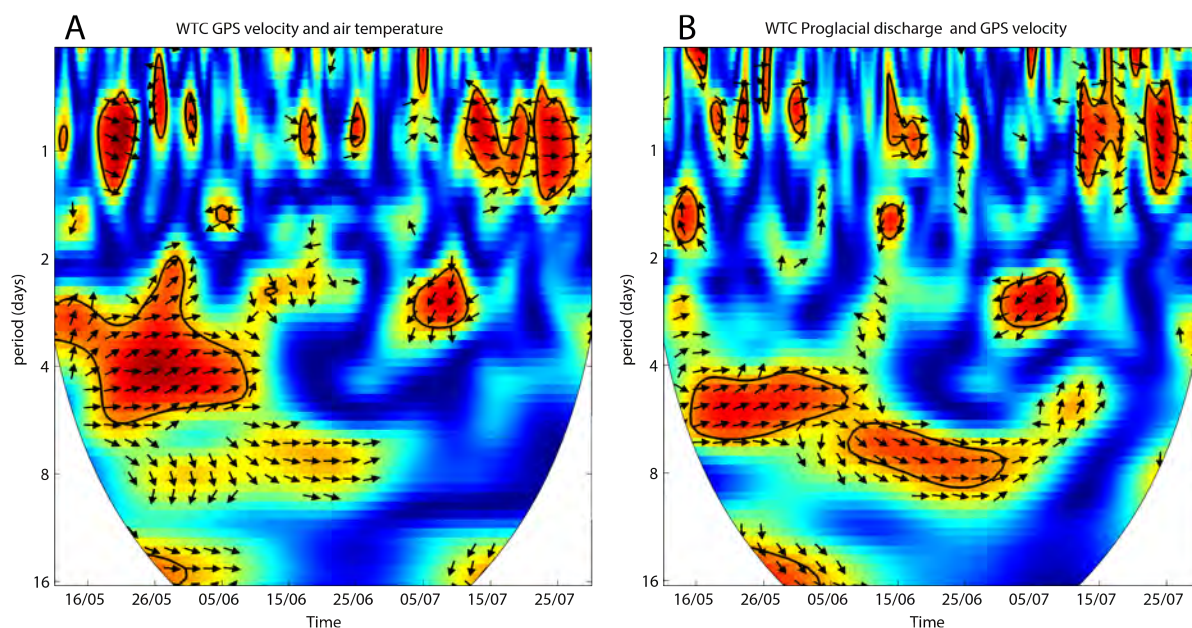 A
WTC GPS velocity and air temperature
period (days)
1
2
4
8
16
16/05 26/05 05/06 15/06 25/06 05/07 15/07 25/07
Time
B
WTC Proglacial discharge and GPS velocity
period (days)
1
2
4
8
16
16/05 26/05 05/06 15/06 25/06 05/07 15/07 25/07
Time